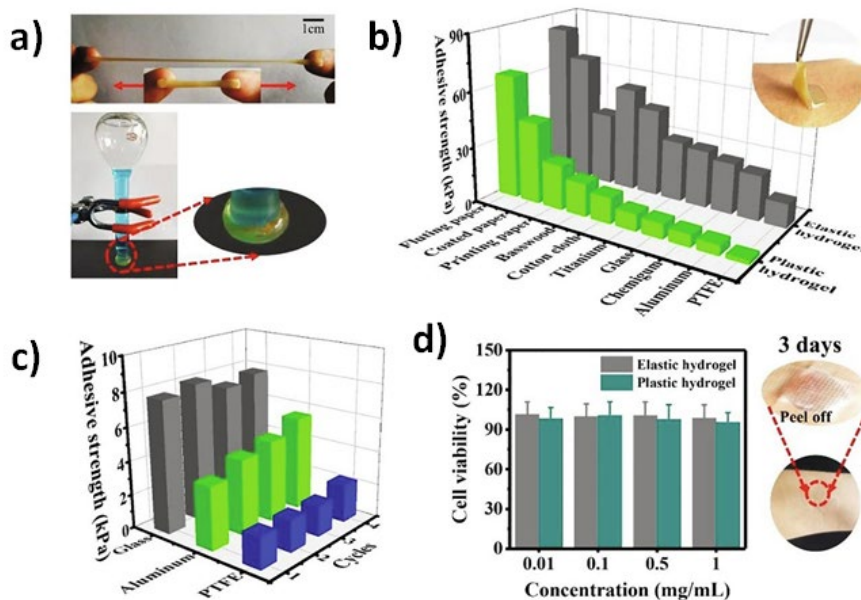 a)
1cm
b)
Adhesive strength (kPa)
90
60
30
0
Fluting paper
Coated paper
Printing paper
Basswood
Cotton cloth
Titanium
Glass
Chemigum
Aluminum
PTFE
Elastic
hydrogel
Plastic
hydrogel
c)
Adhesive strength (kPa)
10
8
6
4
2
0
Glass
Aluminum
PTFE
Cycles
d)
Cell viability (%)
150
120
90
60
30
0
Elastic hydrogel
Plastic hydrogel
0.01 0.1 0.5 1
Concentration (mg/mL)
3 days
Peel off